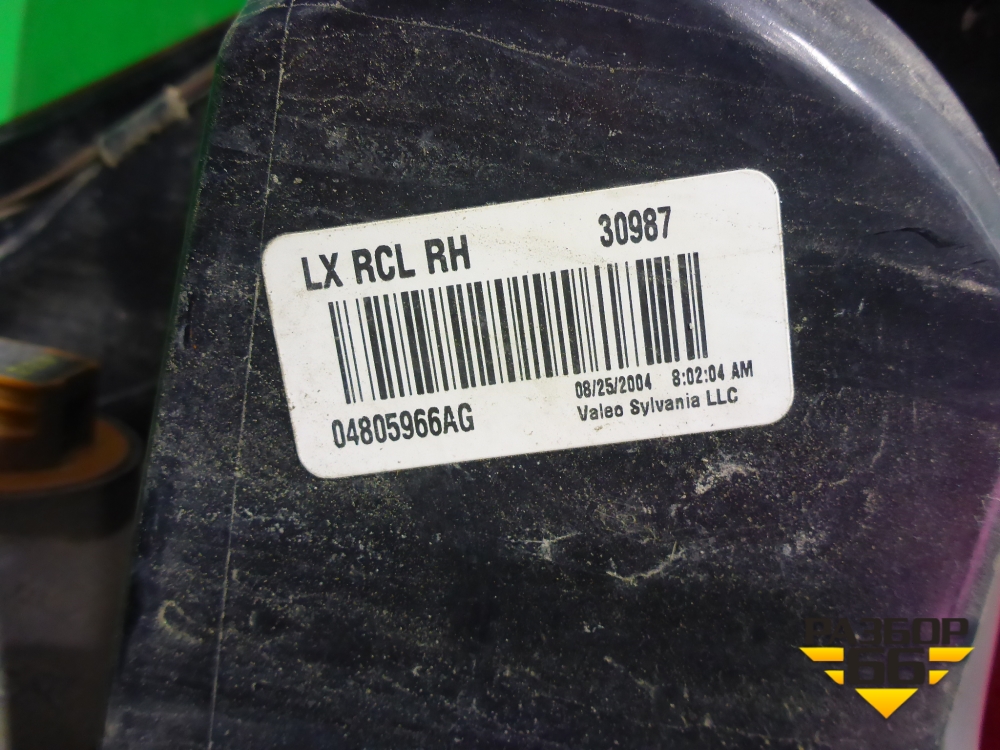 LX RCL RH 30987
04805966AG
08/25/2004 8:02:04 AM
Valeo Sylvania LLC
РАЗБОР
66